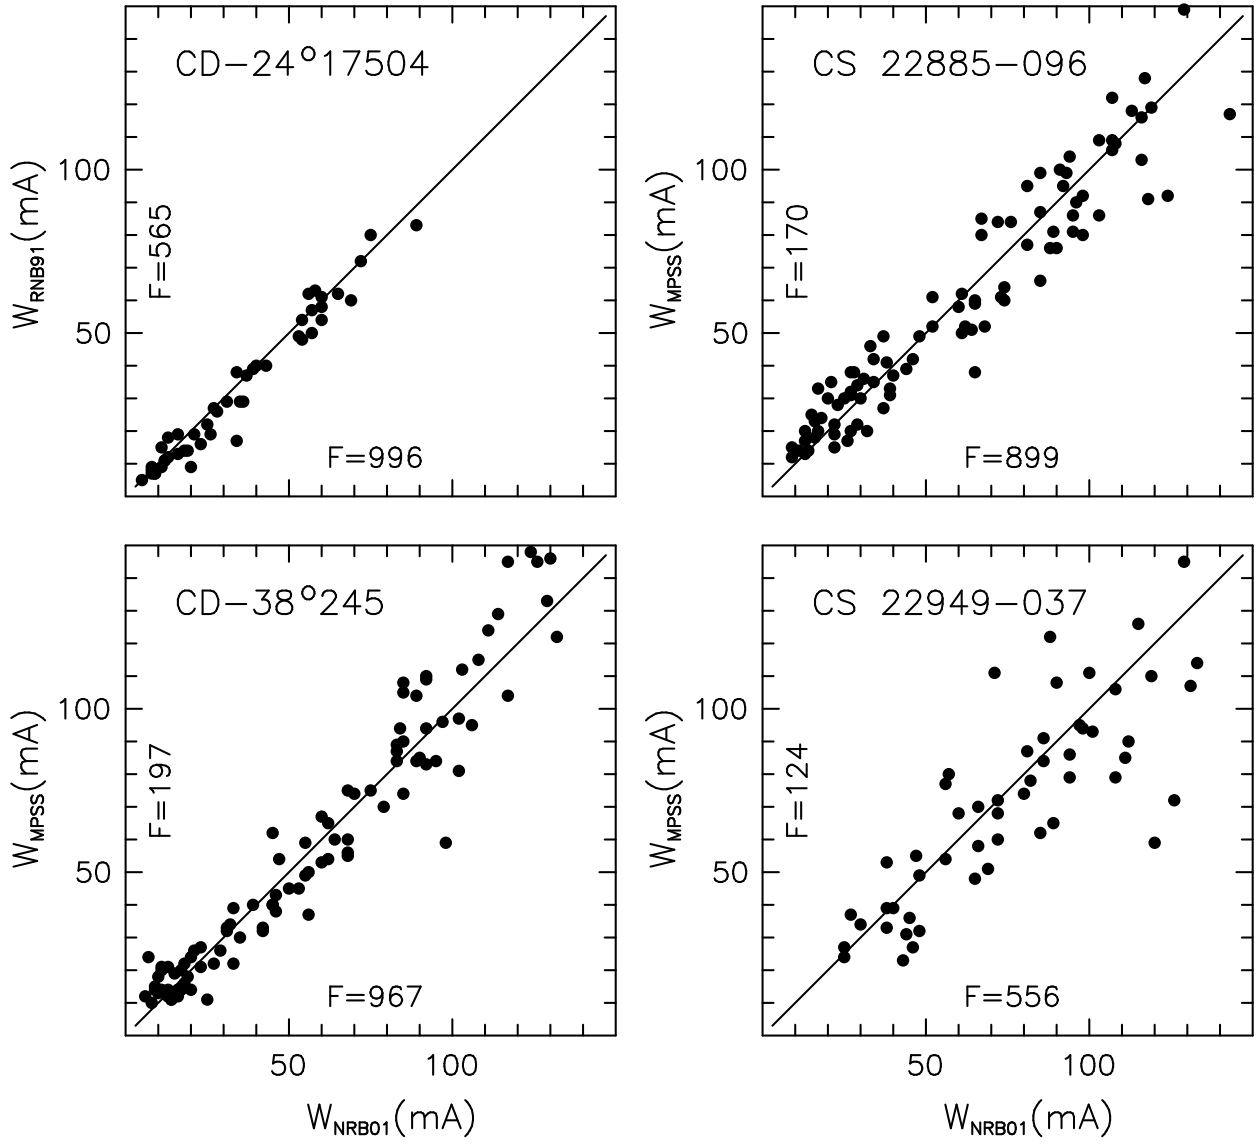 CD−24°17504
100
50
W_RNB91(mA)
F=565
F=996
CS 22885−096
100
50
W_MPSS(mA)
F=170
F=899
CD−38°245
100
50
W_MPSS(mA)
F=197
F=967
50 100
W_NRB01(mA)
CS 22949−037
100
50
W_MPSS(mA)
F=124
F=556
50 100
W_NRB01(mA)